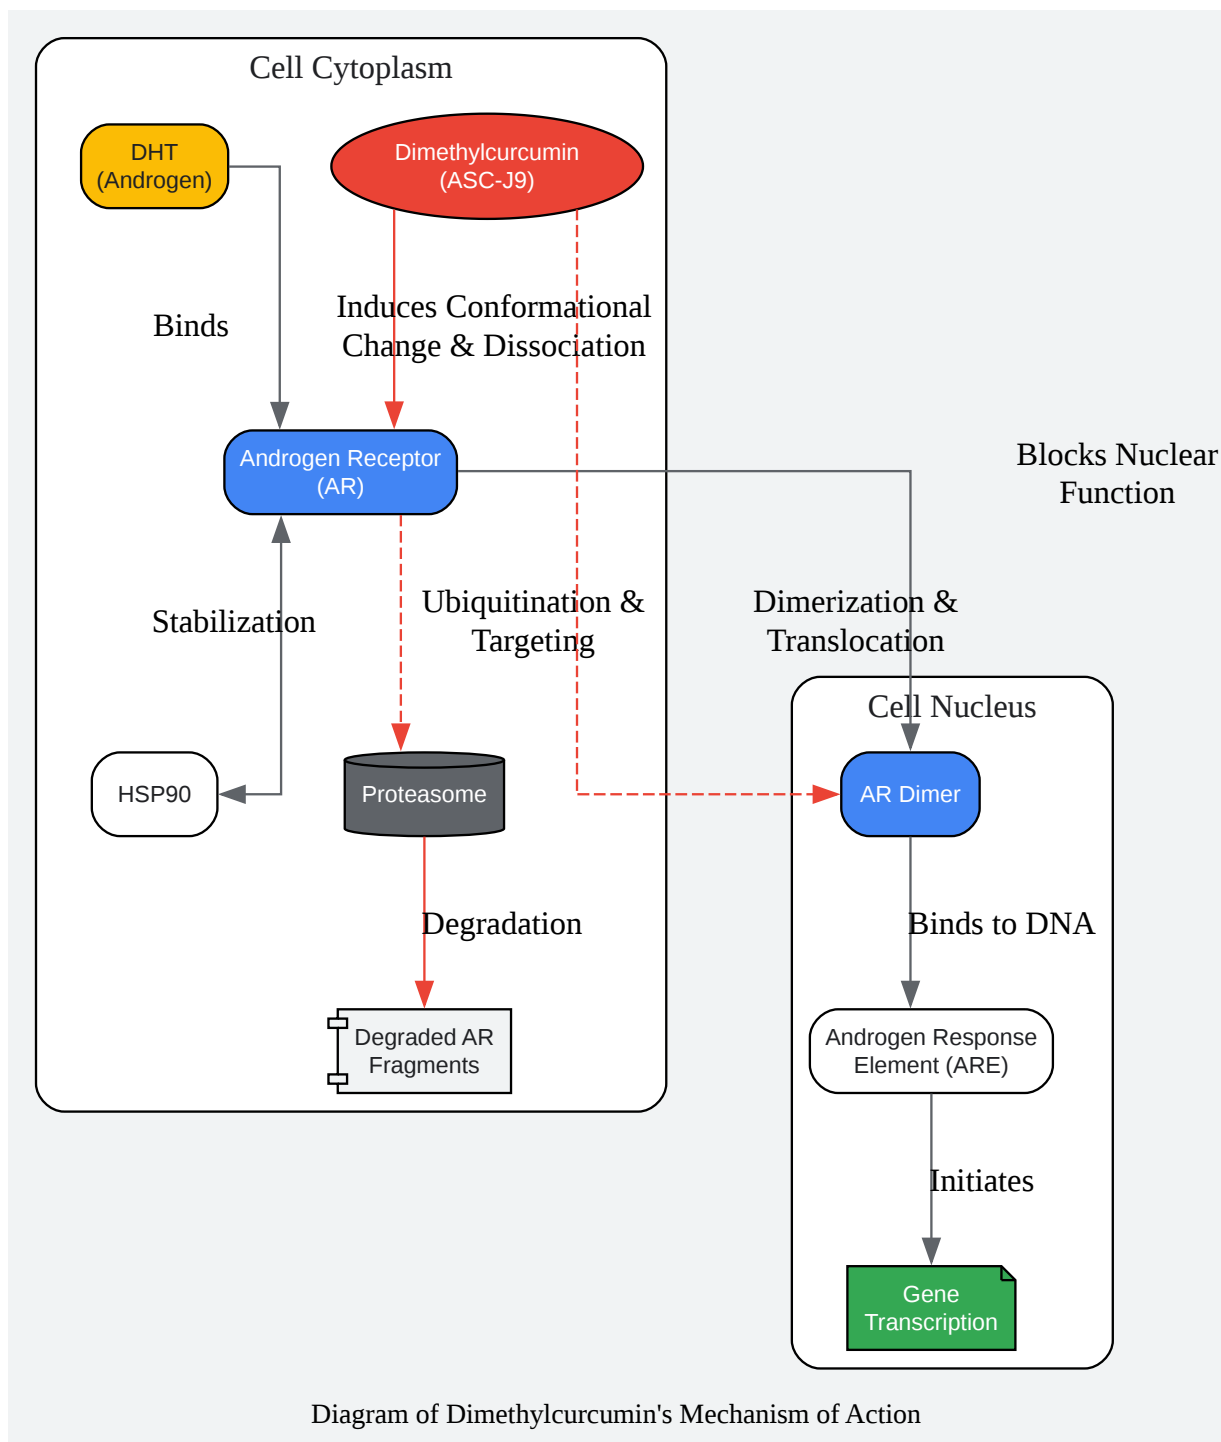 Cell Cytoplasm
DHT
(Androgen)
Dimethylcurcumin
(ASC-J9)
Binds
Induces Conformational
Change & Dissociation
Androgen Receptor
(AR)
Blocks Nuclear
Function
Stabilization
Ubiquitination &
Targeting
Dimerization &
Translocation
Cell Nucleus
HSP90
Proteasome
AR Dimer
Degradation
Binds to DNA
Degraded AR
Fragments
Androgen Response
Element (ARE)
Initiates
Gene
Transcription
Diagram of Dimethylcurcumin's Mechanism of Action